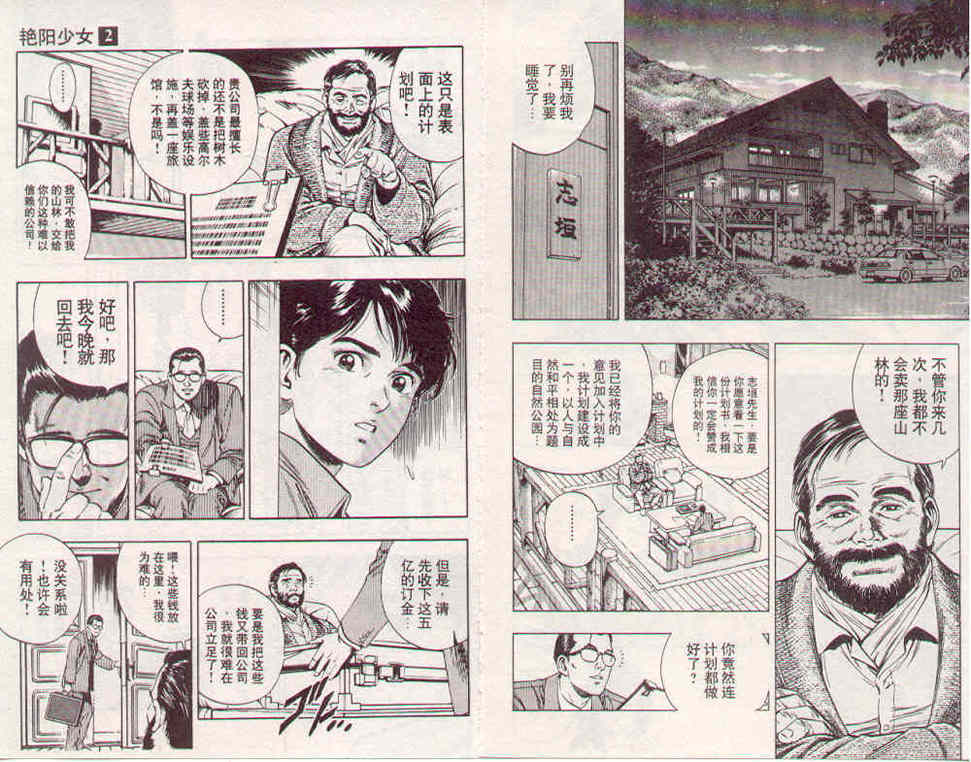 别再烦我
了，我要
睡觉了…
志垣
不管你来几
次，我都不
会卖那座山
林的！
志垣先生，要是
你愿意看一下这
份计划书，我相
信你一定会赞成
我的计划的！
我已经将你的
意见加入计划中
，我计划建设成
一个，以人与自
然和平相处为题
目的自然公园…
………
你竟然连
计划都做
好了？
艳阳少女 2
这只是表
面上的计
划吧！
贵公司最擅长
的还不是把树木
砍掉，盖些高尔
夫球场等娱乐设
施，再盖一座旅
馆，不是吗！
………
我可不敢把我
的山林，交给
你们这种难以
信赖的公司！
………
好吧，那
我今晚就
回去吧！
但是，请
先收下这五
亿的订金…
要是我把这些
钱又带回公司
，我就很难在
公司立足了！
ズドッ
喂！这些钱放
在这里，我很
为难的…
没关系啦
！也许会
有用处！